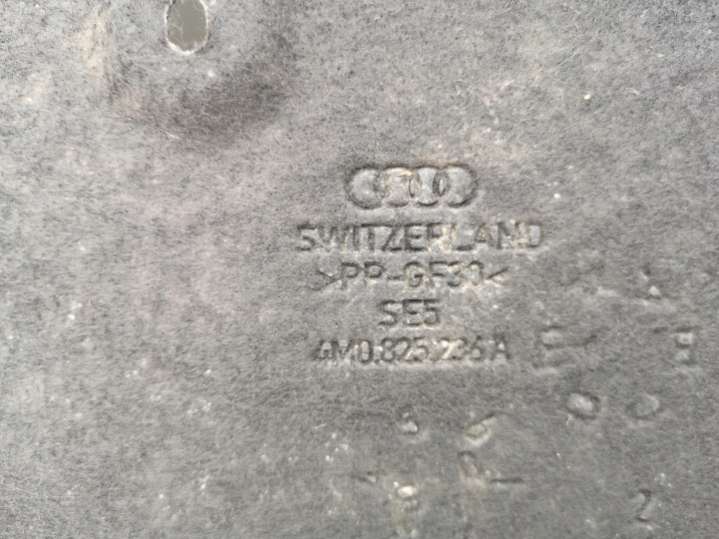 SWITZERLAND
>PP-GF30<
SE5
4M0.825.236 A